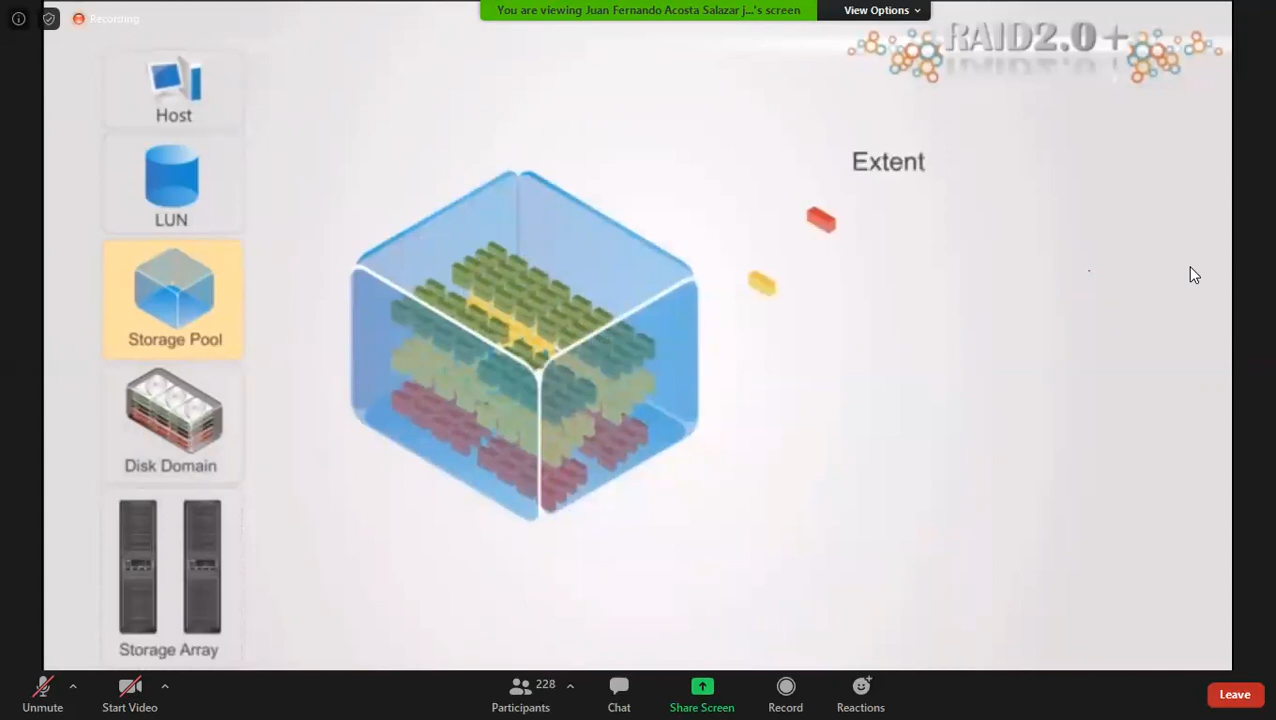 Recording
You are viewing Juan Fernando Acosta Salazar j...'s screen
View Options
RAID2.0+
Host
LUN
Storage Pool
Disk Domain
Storage Array
Extent
Unmute
Start Video
228
Participants
Chat
Share Screen
Record
Reactions
Leave